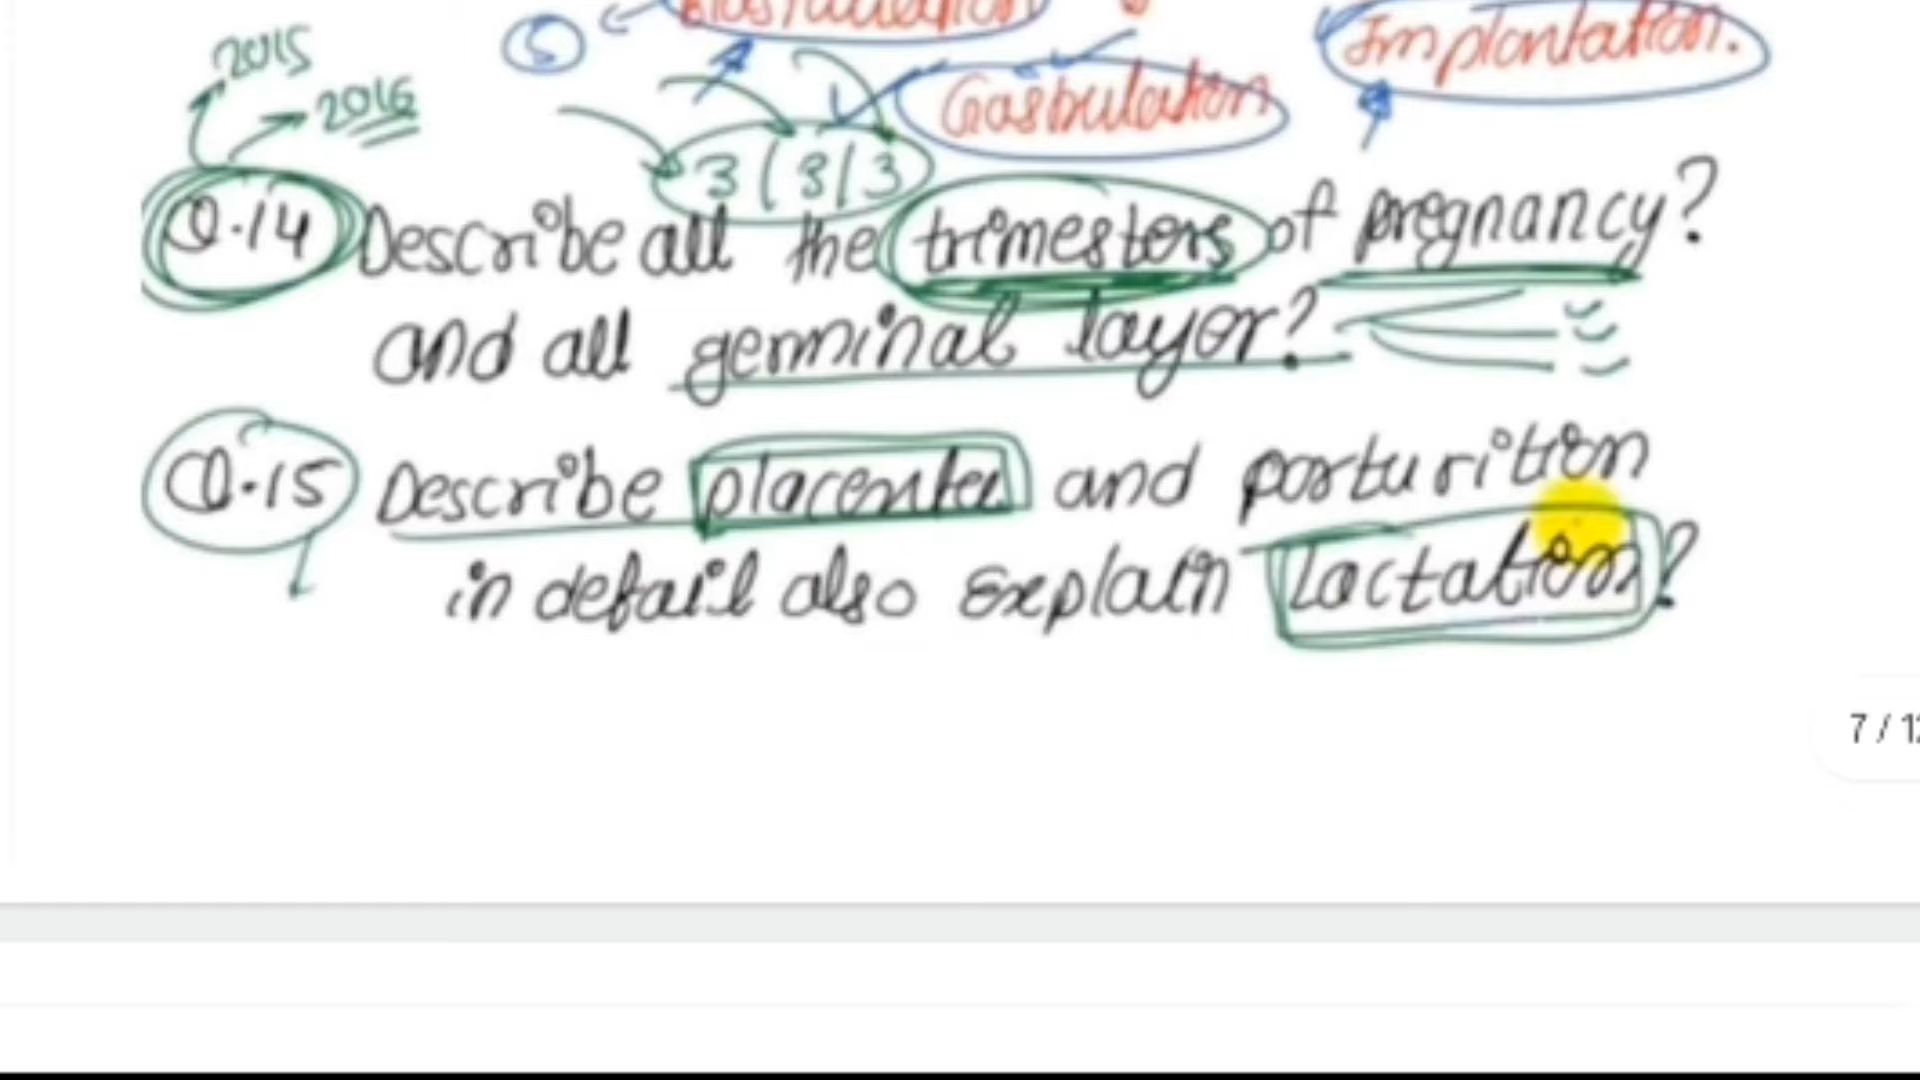 2015
5
Implantation.
2016
Gastrulation
3 | 3 | 3
Q.14 Describe all the trimesters of pregnancy?
and all germinal layer?
Q.15 Describe placenta and parturition
in detail also explain lactation?
7 / 12